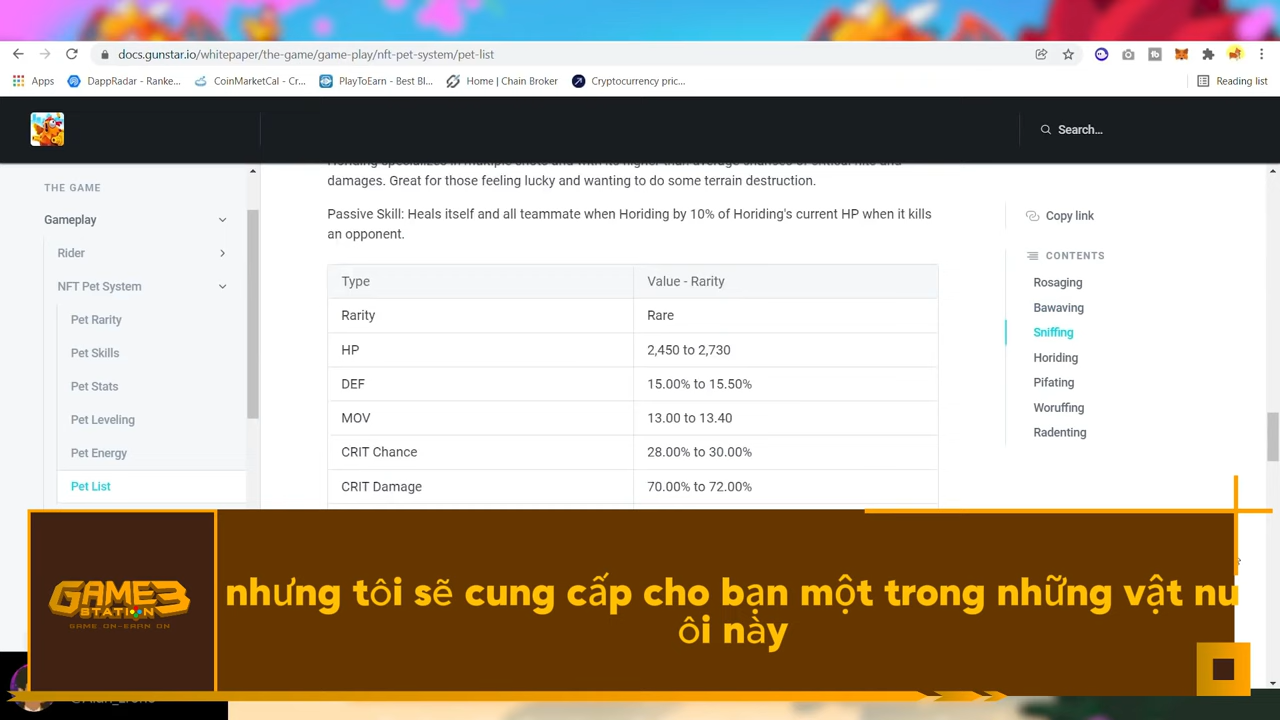 docs.gunstar.io/whitepaper/the-game/game-play/nft-pet-system/pet-list
Apps
DappRadar - Ranke...
CoinMarketCal - Cr...
PlayToEarn - Best Bl...
Home | Chain Broker
Cryptocurrency pric...
Reading list
Search...
THE GAME
Gameplay
Rider
NFT Pet System
Pet Rarity
Pet Skills
Pet Stats
Pet Leveling
Pet Energy
Pet List
damages. Great for those feeling lucky and wanting to do some terrain destruction.
Passive Skill: Heals itself and all teammate when Horiding by 10% of Horiding's current HP when it kills
an opponent.
Type Value - Rarity
Rarity Rare
HP 2,450 to 2,730
DEF 15.00% to 15.50%
MOV 13.00 to 13.40
CRIT Chance 28.00% to 30.00%
CRIT Damage 70.00% to 72.00%
Copy link
CONTENTS
Rosaging
Bawaving
Sniffing
Horiding
Pifating
Woruffing
Radenting
GAME3
STATION
GAME ON-EARN ON
nhưng tôi sẽ cung cấp cho bạn một trong những vật nu
ôi này